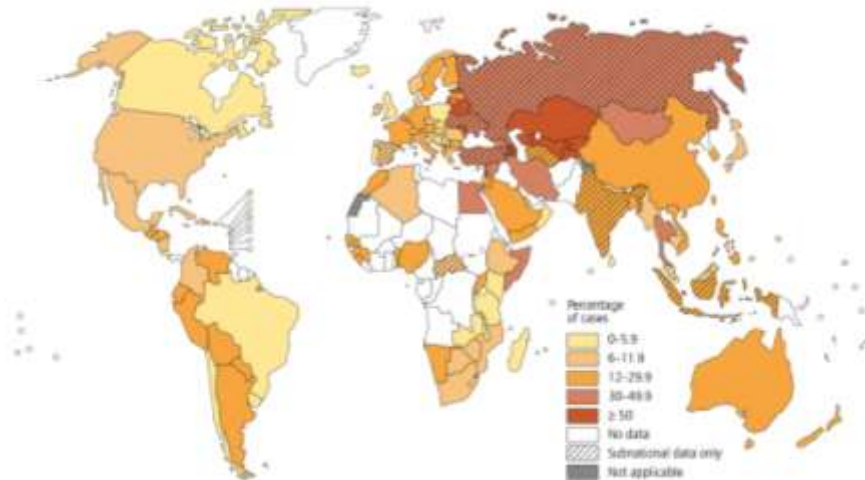 Percentage
of cases
0–5.9
6–11.9
12–29.9
30–49.9
≥ 50
No data
Subnational data only
Not applicable